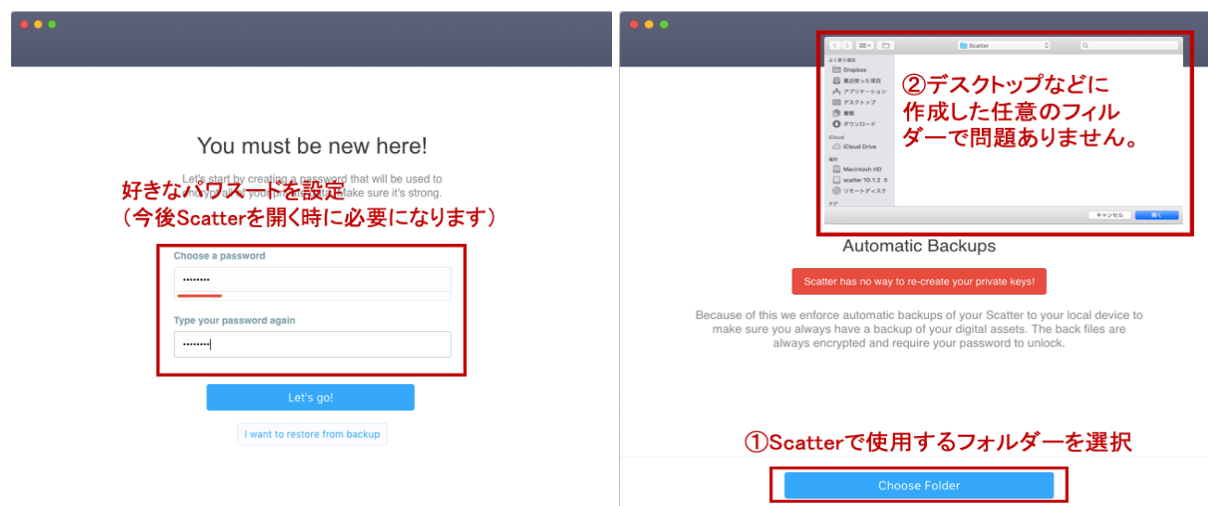 You must be new here!
Let's start by creating a password that will be used to
encrypt all of your private data. Make sure it's strong.
好きなパワスードを設定
（今後Scatterを開く時に必要になります）
Choose a password
••••••••
Type your password again
••••••••
Let's go!
I want to restore from backup
Scatter
よく使う項目
Dropbox
最近使った項目
アプリケーション
デスクトップ
書類
ダウンロード
iCloud
iCloud Drive
場所
Macintosh HD
scatter 10.1.2
リモートディスク
タグ
キャンセル
開く
②デスクトップなどに
作成した任意のフィル
ダーで問題ありません。
Automatic Backups
Scatter has no way to re-create your private keys!
Because of this we enforce automatic backups of your Scatter to your local device to
make sure you always have a backup of your digital assets. The back files are
always encrypted and require your password to unlock.
①Scatterで使用するフォルダーを選択
Choose Folder